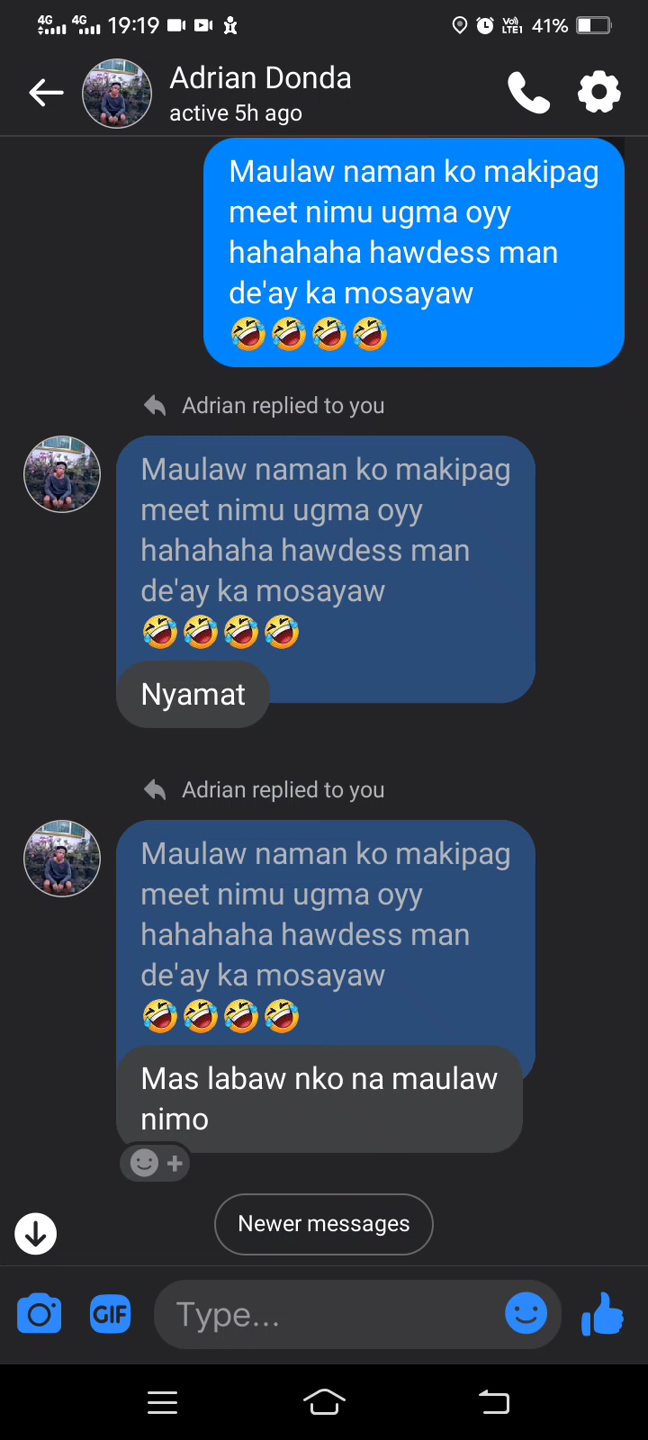 4G 4G 19:19 VoLTE1 41%
Adrian Donda
active 5h ago
Maulaw naman ko makipag
meet nimu ugma oyy
hahahaha hawdess man
de'ay ka mosayaw
🤣🤣🤣🤣
Adrian replied to you
Maulaw naman ko makipag
meet nimu ugma oyy
hahahaha hawdess man
de'ay ka mosayaw
🤣🤣🤣🤣
Nyamat
Adrian replied to you
Maulaw naman ko makipag
meet nimu ugma oyy
hahahaha hawdess man
de'ay ka mosayaw
🤣🤣🤣🤣
Mas labaw nko na maulaw
nimo
Newer messages
GIF Type...